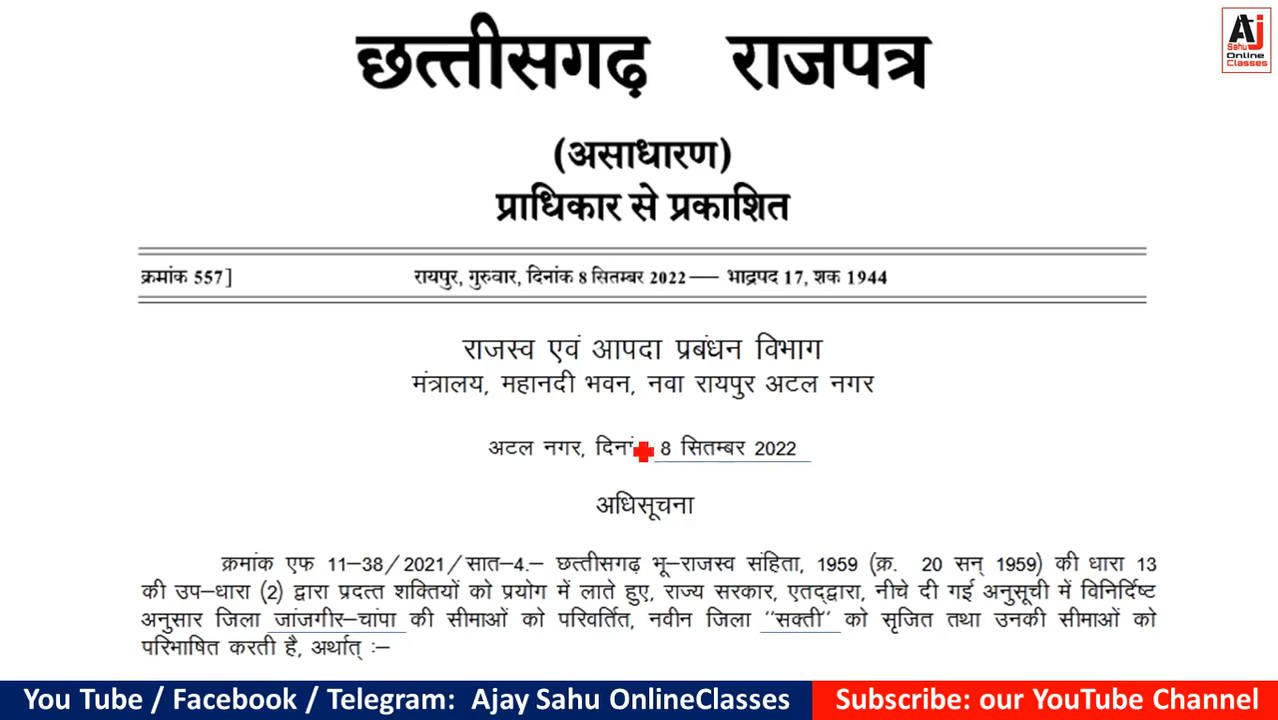 छत्तीसगढ़ राजपत्र
Aj
Sahu
Online
Classes
(असाधारण)
प्राधिकार से प्रकाशित
क्रमांक 557]
रायपुर, गुरुवार, दिनांक 8 सितम्बर 2022— भाद्रपद 17, शक 1944
राजस्व एवं आपदा प्रबंधन विभाग
मंत्रालय, महानदी भवन, नवा रायपुर अटल नगर
अटल नगर, 8 सितम्बर 2022
अधिसूचना
क्रमांक एफ 11–38/2021/सात–4.– छत्तीसगढ़ भू–राजस्व संहिता, 1959 (क्र. 20 सन् 1959) की धारा 13
की उप–धारा (2) द्वारा प्रदत्त शक्तियों को प्रयोग में लाते हुए, राज्य सरकार, एतद्द्वारा, नीचे दी गई अनुसूची में विनिर्दिष्ट
अनुसार जिला जांजगीर–चांपा की सीमाओं को परिवर्तित, नवीन जिला ''सक्ती'' को सृजित तथा उनकी सीमाओं को
परिभाषित करती है, अर्थात् :–
You Tube / Facebook / Telegram: Ajay Sahu OnlineClasses
Subscribe: our YouTube Channel